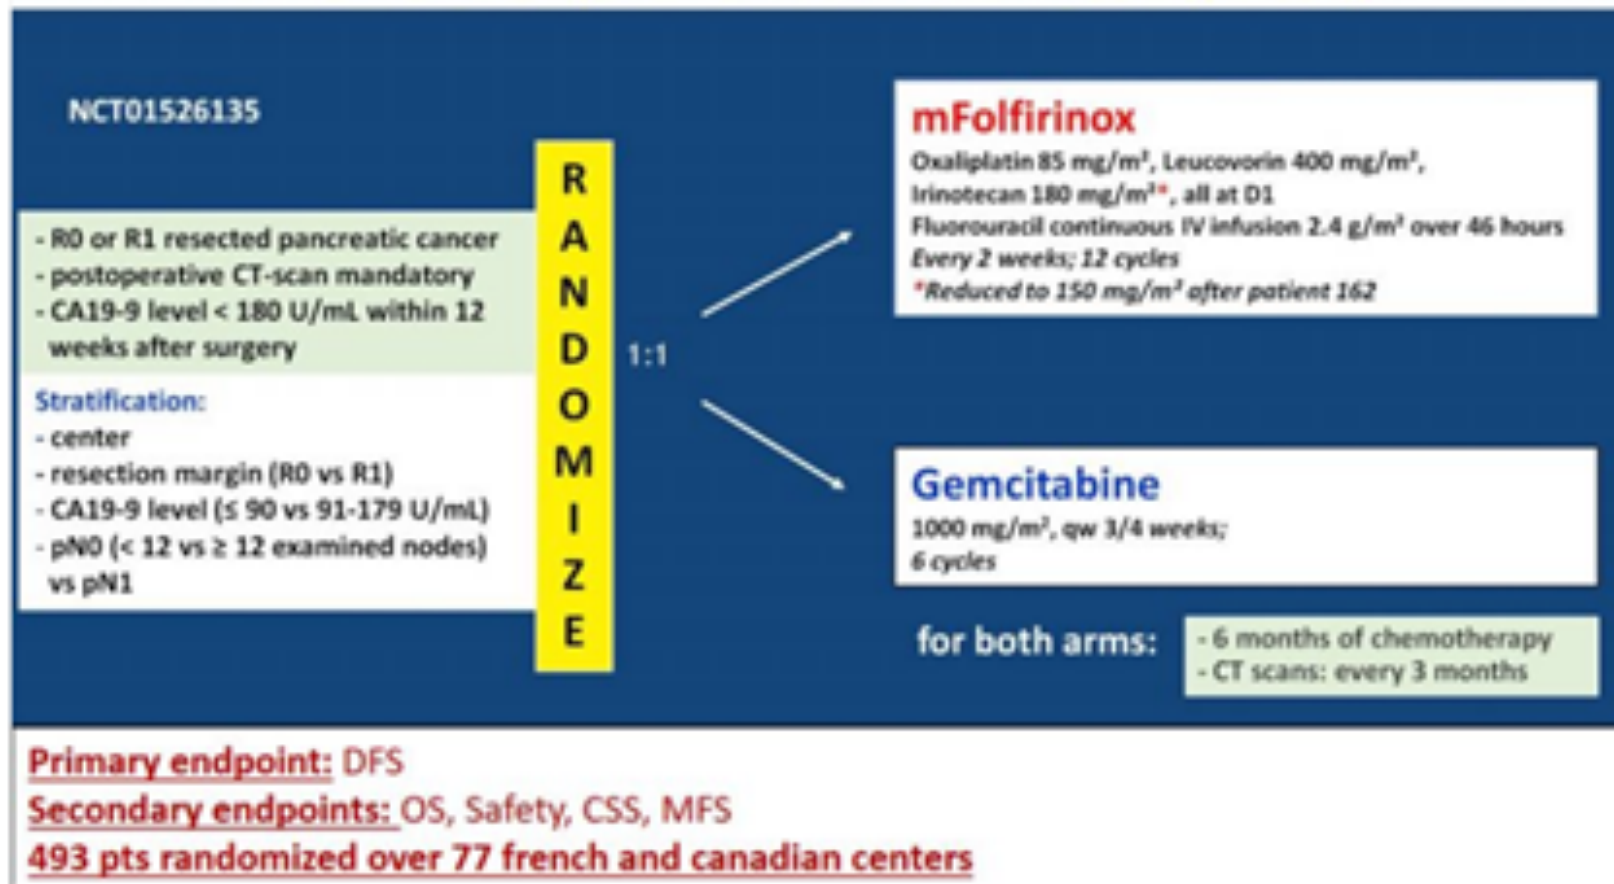 NCT01526135
- R0 or R1 resected pancreatic cancer
- postoperative CT-scan mandatory
- CA19-9 level < 180 U/mL within 12
weeks after surgery
Stratification:
- center
- resection margin (R0 vs R1)
- CA19-9 level (≤ 90 vs 91-179 U/mL)
- pN0 (< 12 vs ≥ 12 examined nodes)
vs pN1
R
A
N
D
O
M
I
Z
E
1:1
mFolfirinox
Oxaliplatin 85 mg/m², Leucovorin 400 mg/m²,
Irinotecan 180 mg/m²*, all at D1
Fluorouracil continuous IV infusion 2.4 g/m² over 46 hours
Every 2 weeks; 12 cycles
*Reduced to 150 mg/m² after patient 162
Gemcitabine
1000 mg/m², qw 3/4 weeks;
6 cycles
for both arms:
- 6 months of chemotherapy
- CT scans: every 3 months
Primary endpoint: DFS
Secondary endpoints: OS, Safety, CSS, MFS
493 pts randomized over 77 french and canadian centers